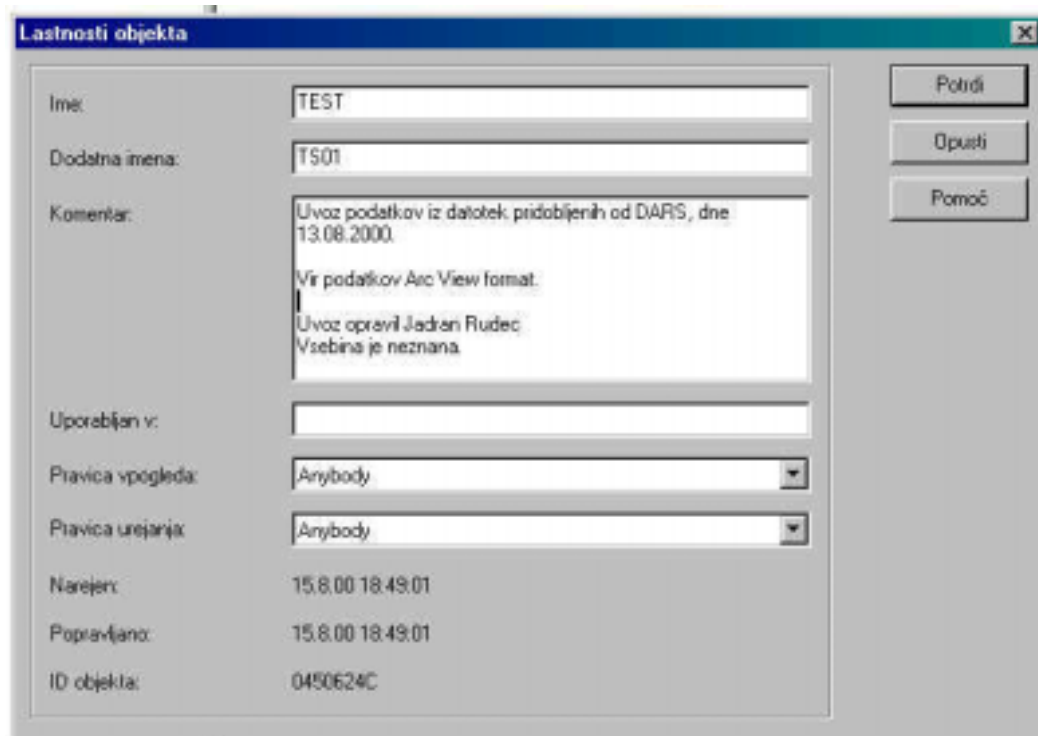 Lastnosti objekta
Ime: TEST
Potrdi
Dodatna imena: TS01
Opusti
Komentar: Uvoz podatkov iz datotek pridobljenih od DARS, dne
13.08.2000.
Pomoč
Vir podatkov Arc View format.
Uvoz opravil Jadran Rudec
Vsebina je neznana.
Uporabljan v:
Pravica vpogleda: Anybody
Pravica urejanja: Anybody
Narejen: 15.8.00 18:49:01
Popravljano: 15.8.00 18:49:01
ID objekta: 0450624C